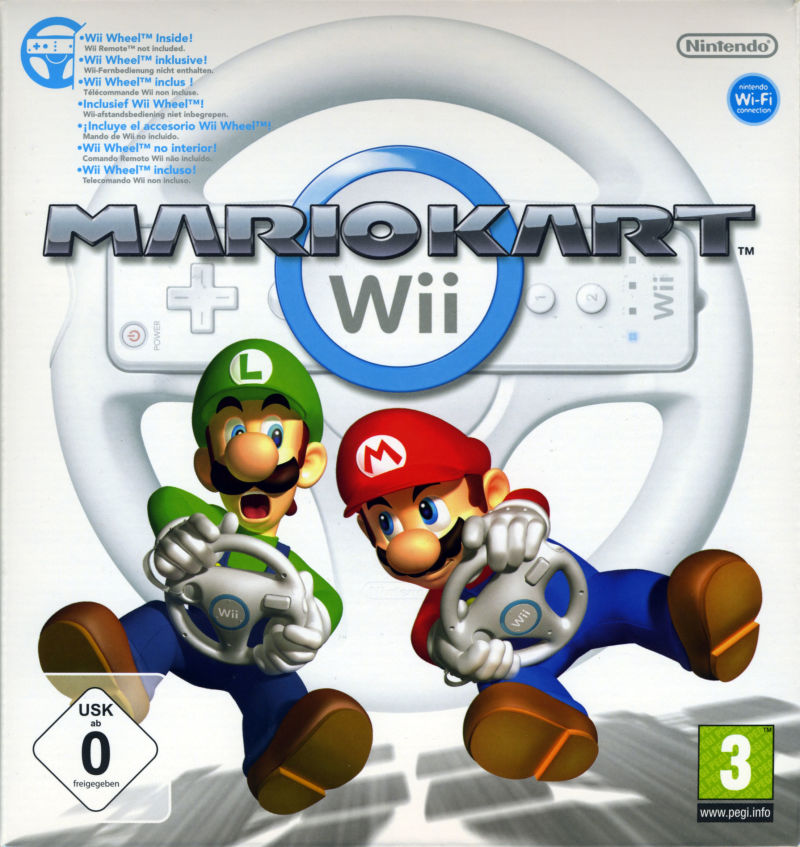 •Wii Wheel™ Inside!
Wii Remote™ not included.
•Wii Wheel™ inklusive!
Wii-Fernbedienung nicht enthalten.
•Wii Wheel™ inclus !
Télécommande Wii non incluse.
•Inclusief Wii Wheel™!
Wii-afstandsbediening niet inbegrepen.
•¡Incluye el accesorio Wii Wheel™!
Mando de Wii no incluido.
•Wii Wheel™ no interior!
Comando Remoto Wii não incluído.
•Wii Wheel™ incluso!
Telecomando Wii non incluso.
Nintendo®
nintendo
Wi-Fi
connection
MARIOKART™
Wii
POWER
1
2
Wii
L
M
Wii
Wii
Nintendo
USK
ab
0
freigegeben
3™
www.pegi.info